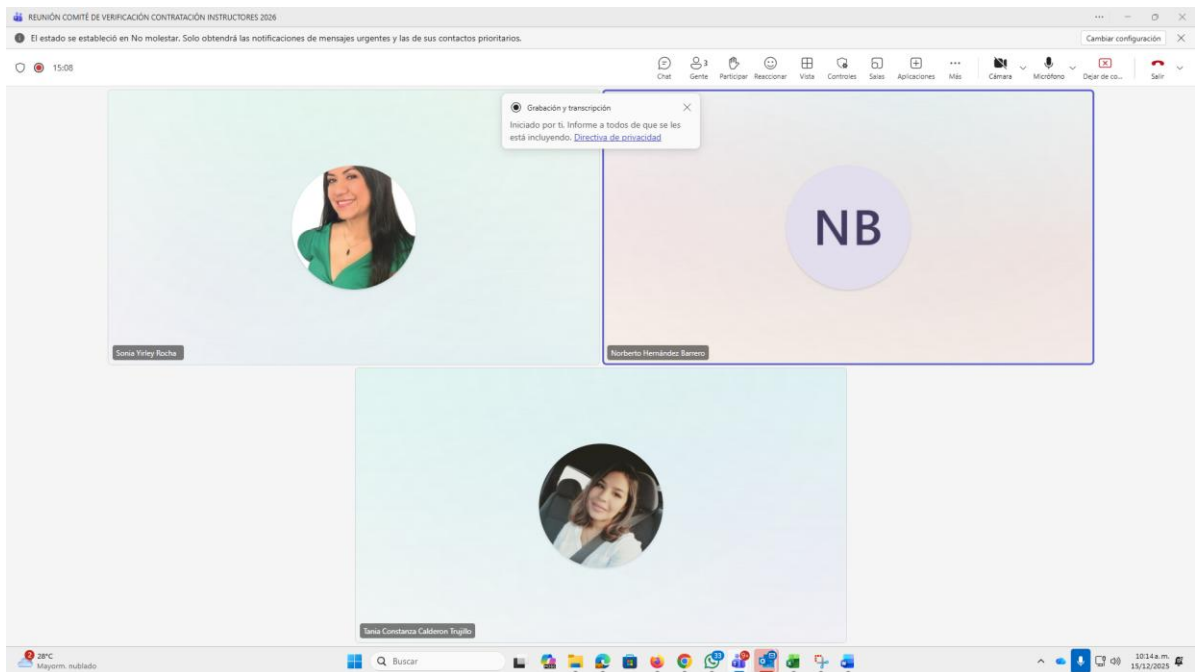 REUNIÓN COMITÉ DE VERIFICACIÓN CONTRATACIÓN INSTRUCTORES 2026
El estado se estableció en No molestar. Solo obtendrá las notificaciones de mensajes urgentes y las de sus contactos prioritarios.
Cambiar configuración
15:08
3
Chat Gente Participar Reaccionar Vista Controles Salas Aplicaciones Más Cámara Micrófono Dejar de co... Salir
Grabación y transcripción
Iniciado por ti. Informe a todos de que se les
está incluyendo. Directiva de privacidad
NB
Sonia Yirley Rocha
Norberto Hernández Barrero
Tania Constanza Calderon Trujillo
2
28°C
Mayorm. nublado
Buscar
10:14 a. m.
15/12/2025